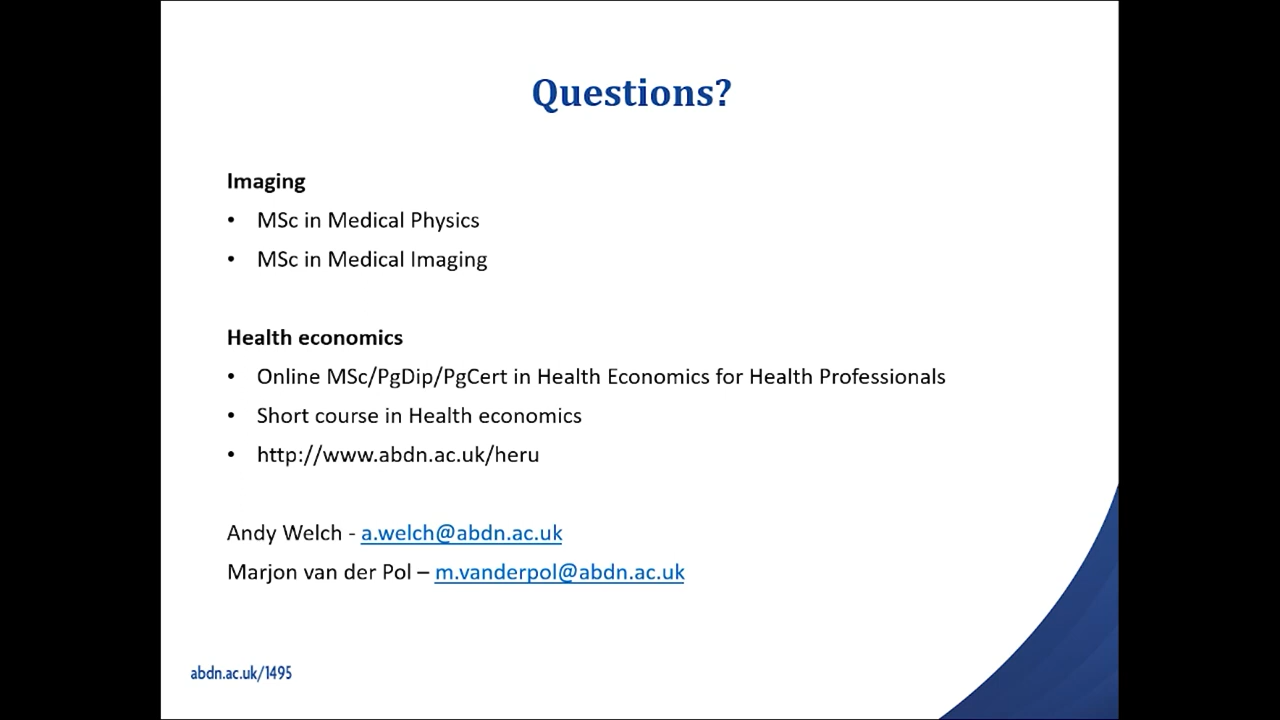 Questions?
Imaging
• MSc in Medical Physics
• MSc in Medical Imaging
Health economics
• Online MSc/PgDip/PgCert in Health Economics for Health Professionals
• Short course in Health economics
• http://www.abdn.ac.uk/heru
Andy Welch - a.welch@abdn.ac.uk
Marjon van der Pol – m.vanderpol@abdn.ac.uk
abdn.ac.uk/1495